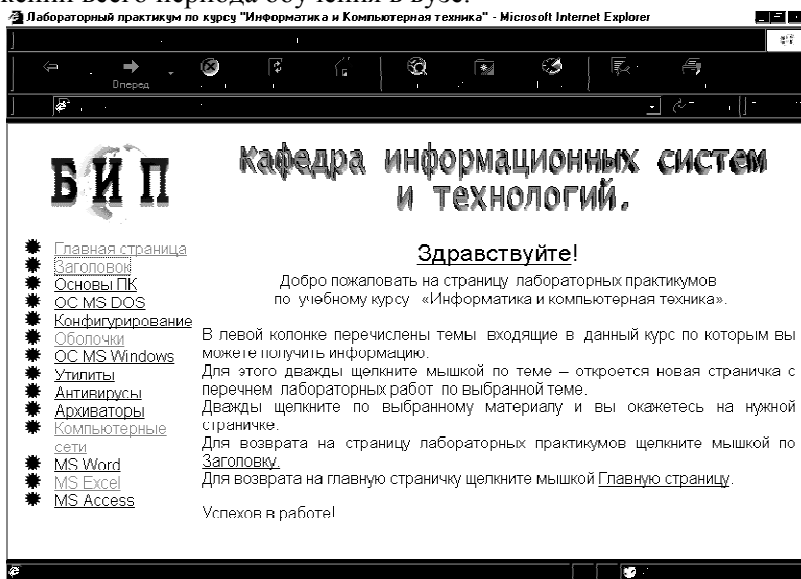 жении всего периода обучения в вузе.
Лабораторный практикум по курсу "Информатика и Компьютерная техника" - Microsoft Internet Explorer
Вперед
БИП
Кафедра информационных систем
и технологий.
Главная страница
Заголовок
Основы ПК
ОС MS DOS
Конфигурирование
Оболочки
ОС MS Windows
Утилиты
Антивирусы
Архиваторы
Компьютерные
сети
MS Word
MS Excel
MS Access
Здравствуйте!
Добро пожаловать на страницу лабораторных практикумов
по учебному курсу «Информатика и компьютерная техника».
В левой колонке перечислены темы входящие в данный курс по которым вы
можете получить информацию.
Для этого дважды щелкните мышкой по теме – откроется новая страничка с
перечнем лабораторных работ по выбранной теме.
Дважды щелкните по выбранному материалу и вы окажетесь на нужной
страничке.
Для возврата на страницу лабораторных практикумов щелкните мышкой по
Заголовку.
Для возврата на главную страничку щелкните мышкой Главную страницу.
Успехов в работе!